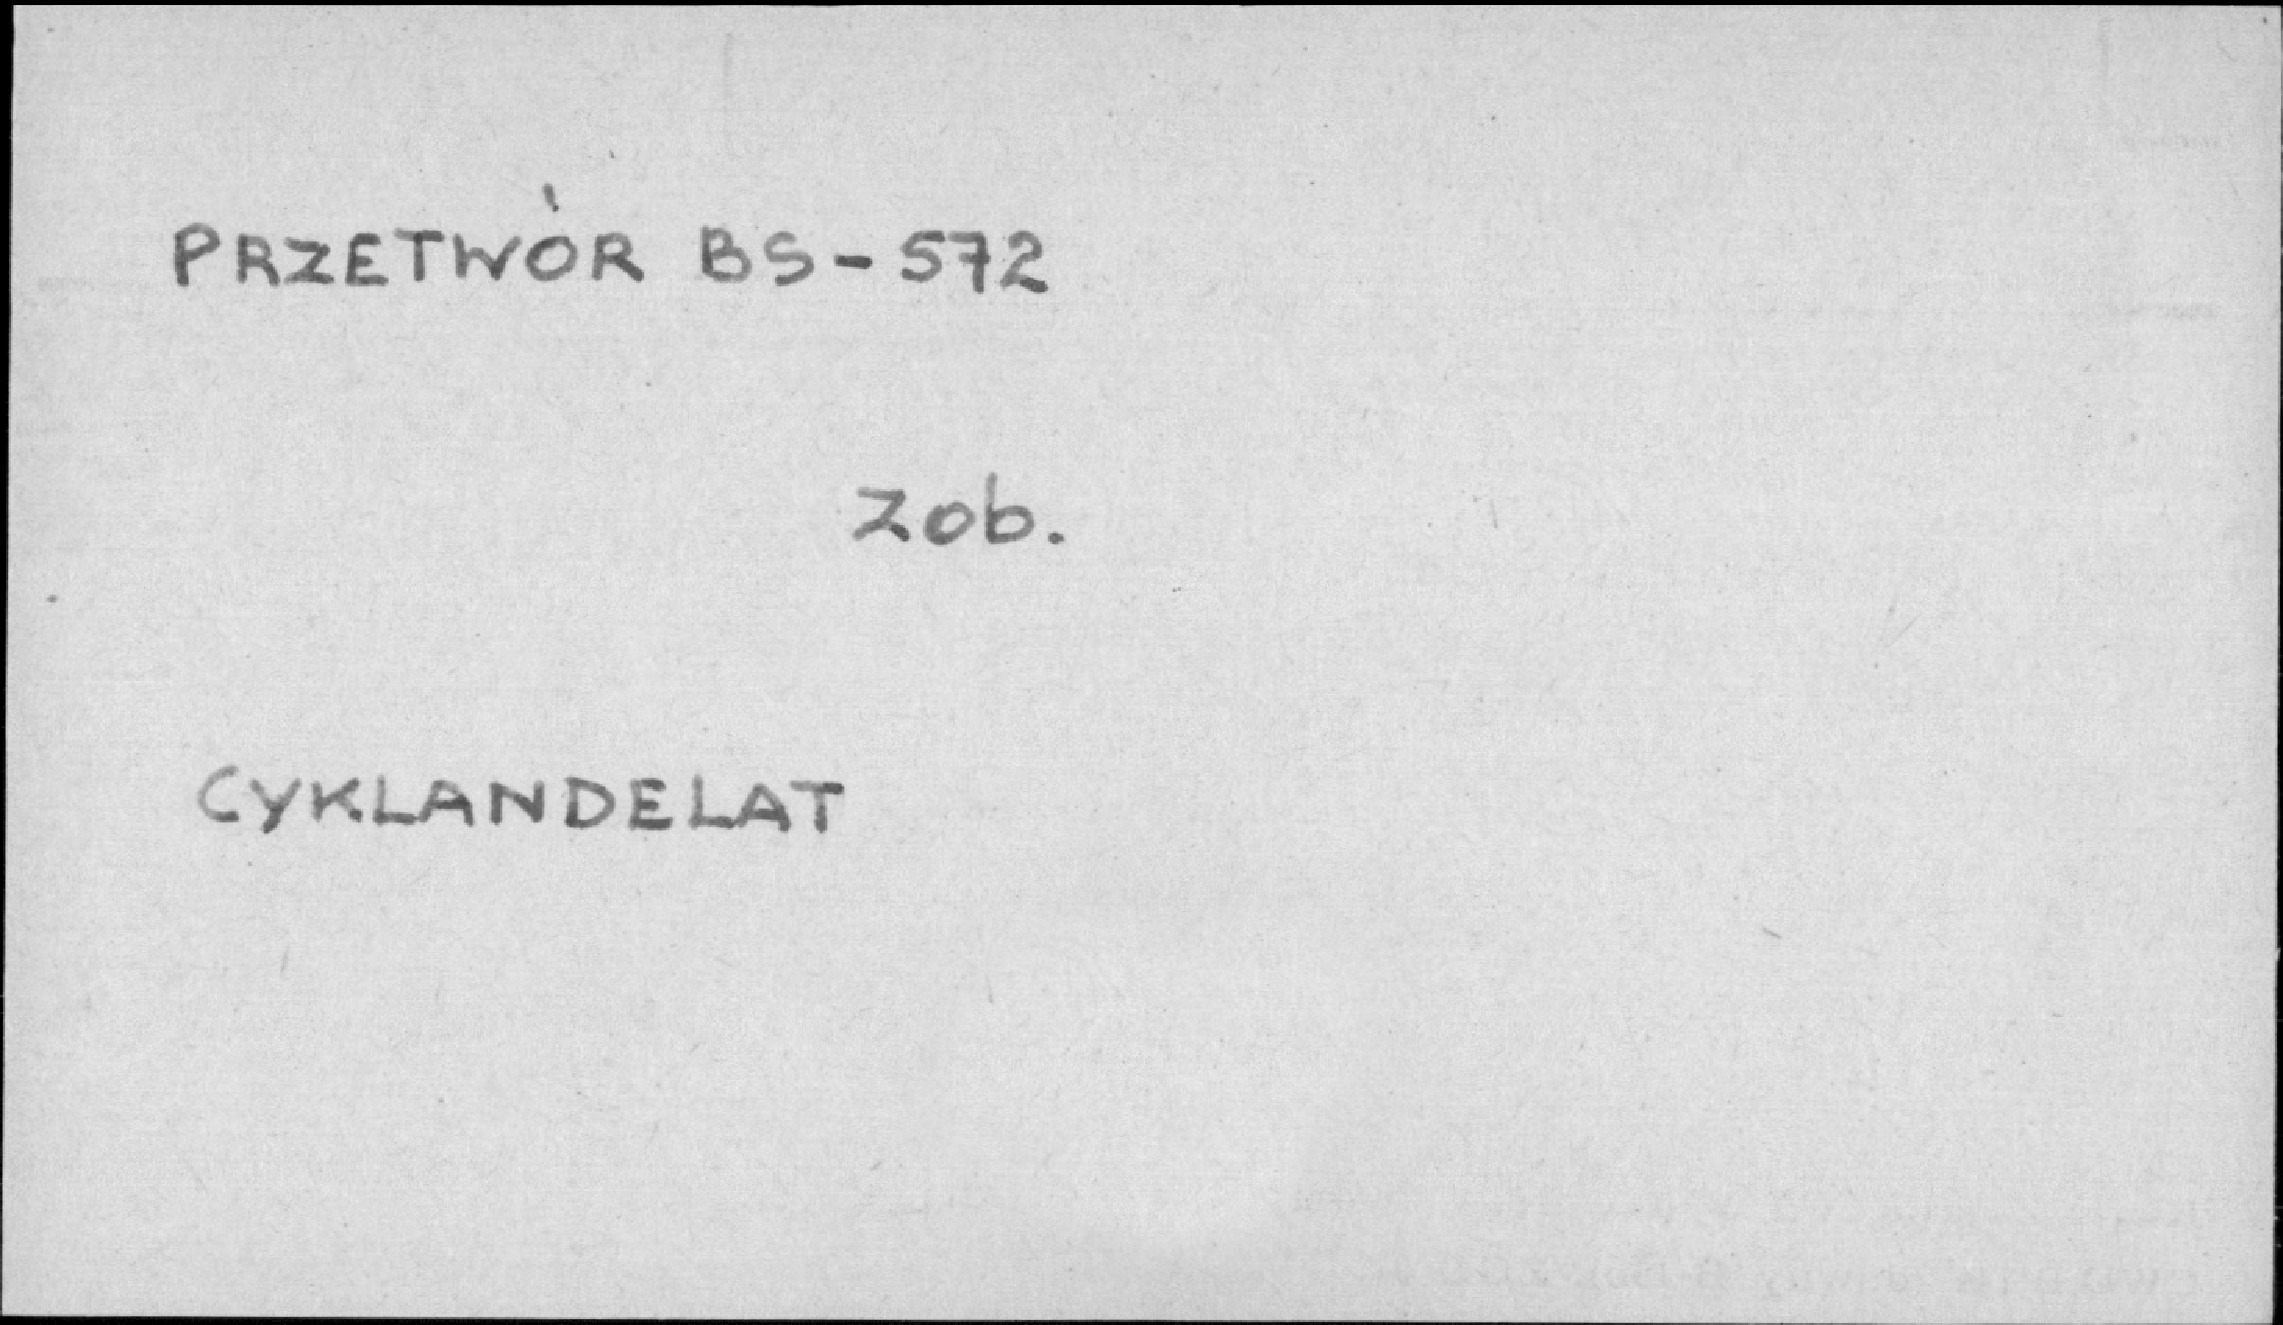 PRZETWÓR BS-572
Zob.
CYKLANDELAT